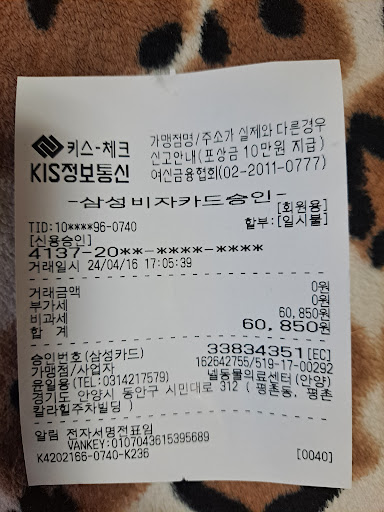 키스-체크
KIS정보통신
가맹점명/주소가 실제와 다른경우
신고안내(포상금 10만원 지급)
여신금융협회(02-2011-0777)
-삼성비자카드승인-
[회원용]
TID:10****96-0740 할부:[일시불]
[신용승인]
4137-20**-****-****
거래일시 24/04/16 17:05:39
거래금액 0원
부가세 0원
비과세 60,850원
합 계 60,850원
승인번호(삼성카드) 33834351[EC]
가맹점/사업자 162642755/519-17-00292
윤일용(TEL:0314217579) 넬동물의료센터(안양)
경기도 안양시 동안구 시민대로 312 ( 평촌동, 평촌
칼라힐주차빌딩 )
알림 전자서명전표임
VANKEY:0107043615395689
K4202166-0740-K236 [0040]